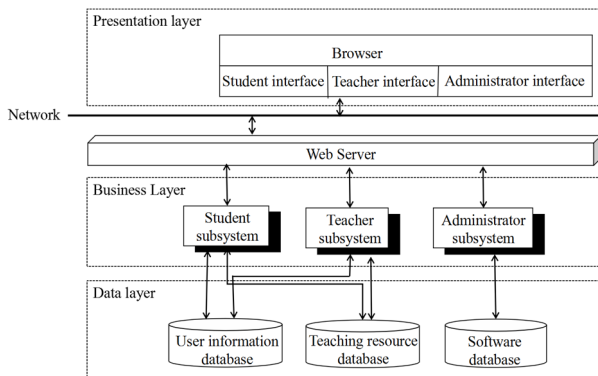 Presentation layer
Browser
Student interface Teacher interface Administrator interface
Network
Web Server
Business Layer
Student
subsystem
Teacher
subsystem
Administrator
subsystem
Data layer
User information
database
Teaching resource
database
Software
database